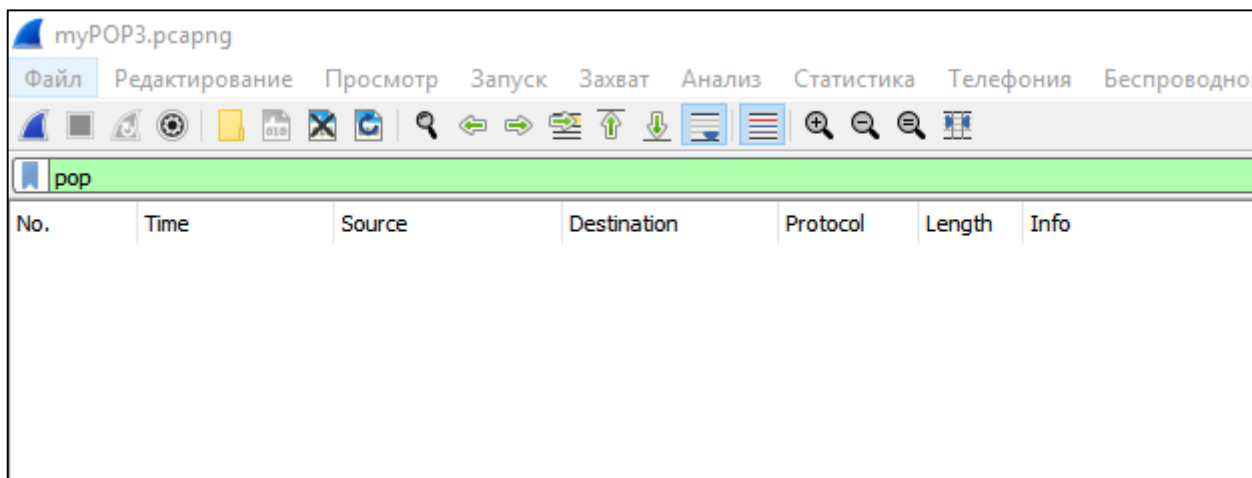 myPOP3.pcapng
Файл Редактирование Просмотр Запуск Захват Анализ Статистика Телефония Беспроводно
pop
No. Time Source Destination Protocol Length Info